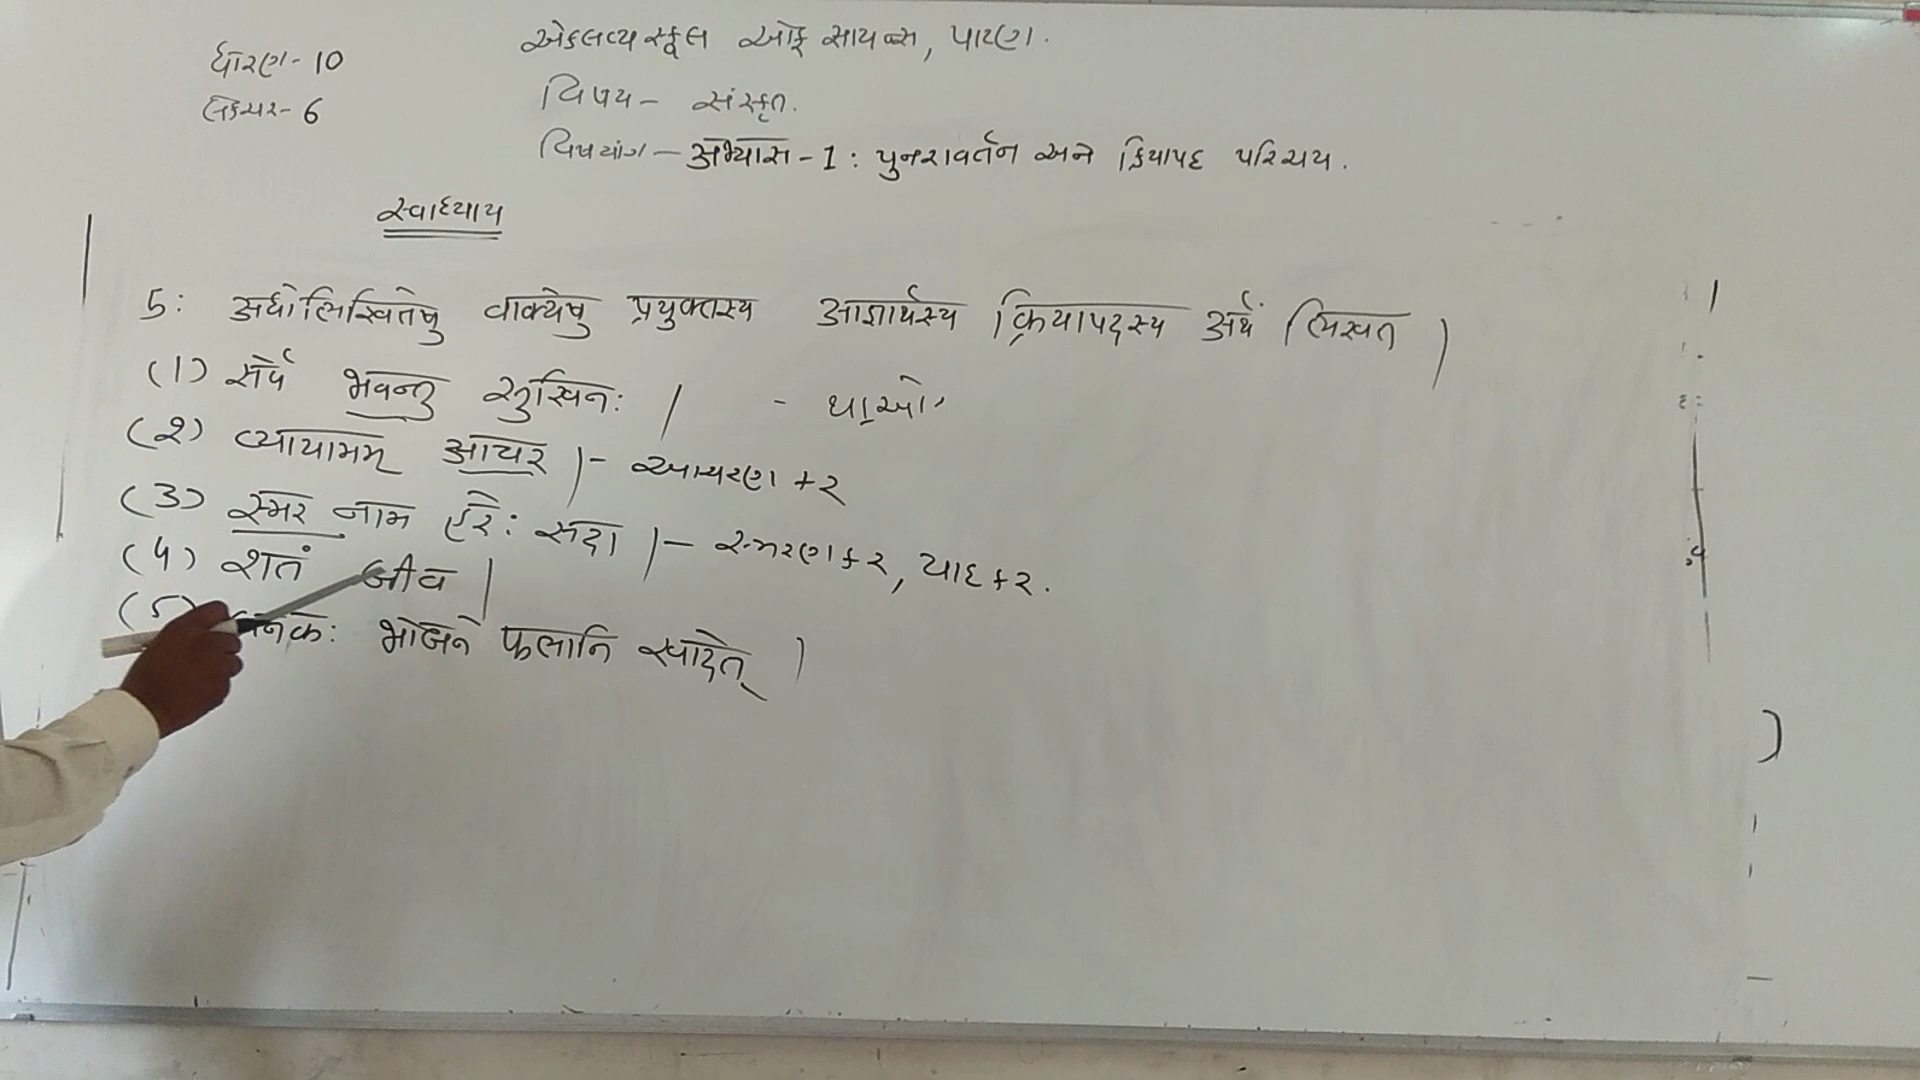 એકલવ્ય સ્કૂલ ઓફ સાયન્સ, પાટણ.
ધોરણ- 10
વિષય- સંસ્કૃત.
લેક્ચર- 6
વિષયાંગ- अभ्यास-1: પુનરાવર્તન અને ક્રિયાપદ પરિચય.
સ્વાધ્યાય
5: अधोलिखितेषु वाक्येषु प्रयुक्तस्य आज्ञार्थस्य क्रियापदस्य अर्थं लिखत |
(1) सर्वे भवन्तु सुखिनः | - થાઓ.
(२) व्यायामम् आचर |- આચરણ કર
(3) स्मर नाम हरेः सदा |- સ્મરણ કર, યાદ કર.
(4) शतं जीव |
(5) भोजने फलानि खादेत् |